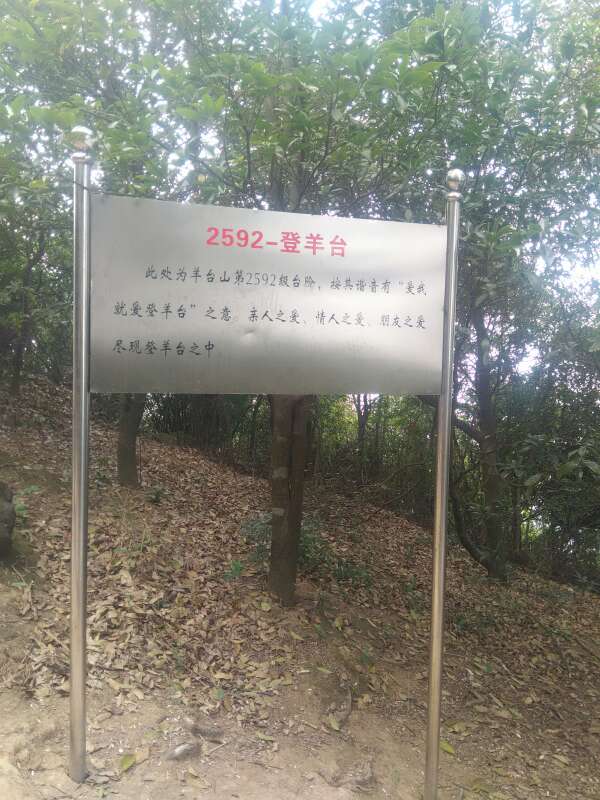 2592-登羊台
此处为羊台山第2592级台阶，按其谐音有“爱我
就爱登羊台”之意。亲人之爱、情人之爱、朋友之爱
尽现登羊台之中